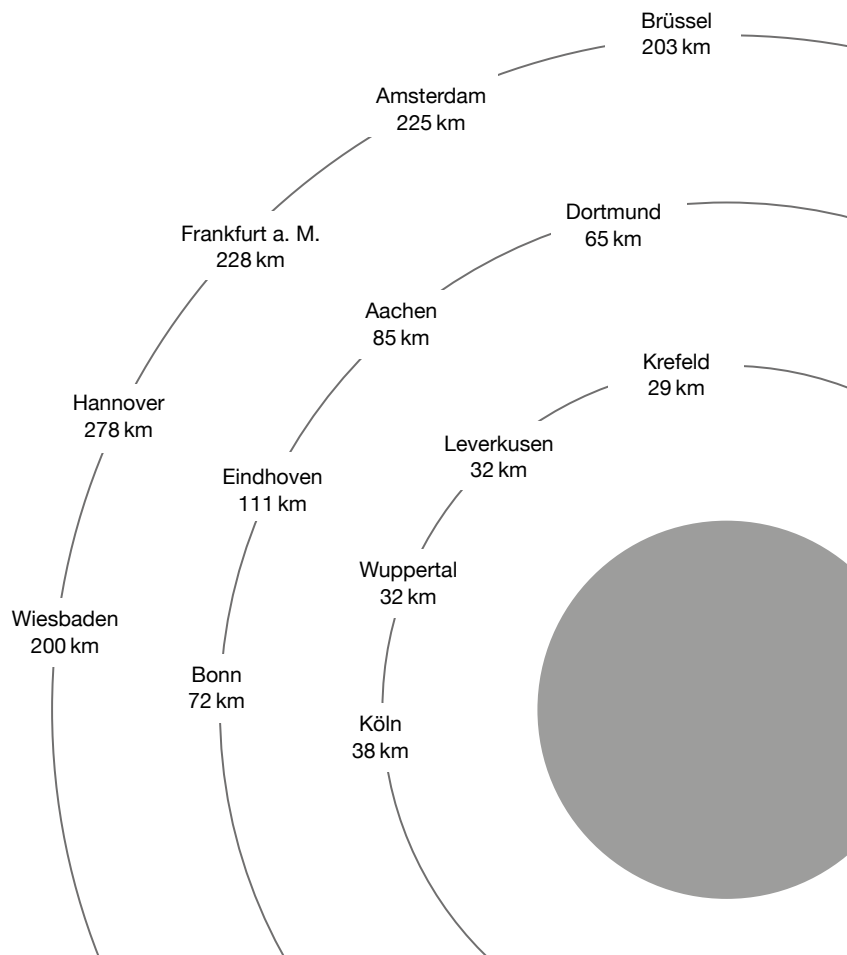 Brüssel
203 km
Amsterdam
225 km
Dortmund
65 km
Frankfurt a. M.
228 km
Aachen
85 km
Krefeld
29 km
Hannover
278 km
Leverkusen
32 km
Eindhoven
111 km
Wuppertal
32 km
Wiesbaden
200 km
Bonn
72 km
Köln
38 km